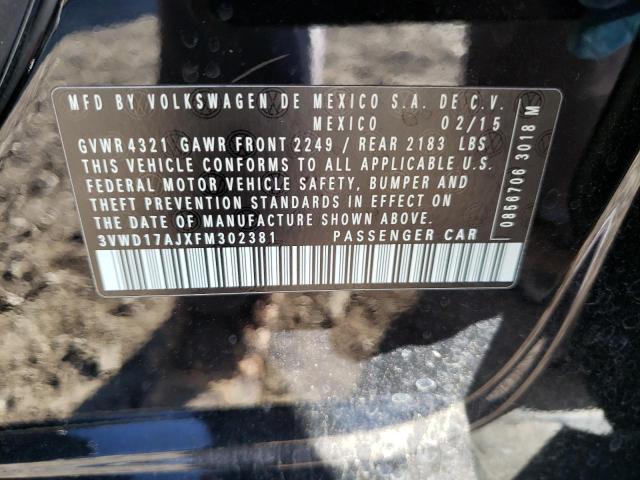 MFD BY VOLKSWAGEN DE MEXICO S.A. DE C.V.
MEXICO 02/15
GVWR 4321 GAWR FRONT 2249 / REAR 2183 LBS
THIS VEHICLE CONFORMS TO ALL APPLICABLE U.S.
FEDERAL MOTOR VEHICLE SAFETY, BUMPER AND
THEFT PREVENTION STANDARDS IN EFFECT ON
THE DATE OF MANUFACTURE SHOWN ABOVE.
3VWD17AJXFM302381 PASSENGER CAR
0866706 3018 M